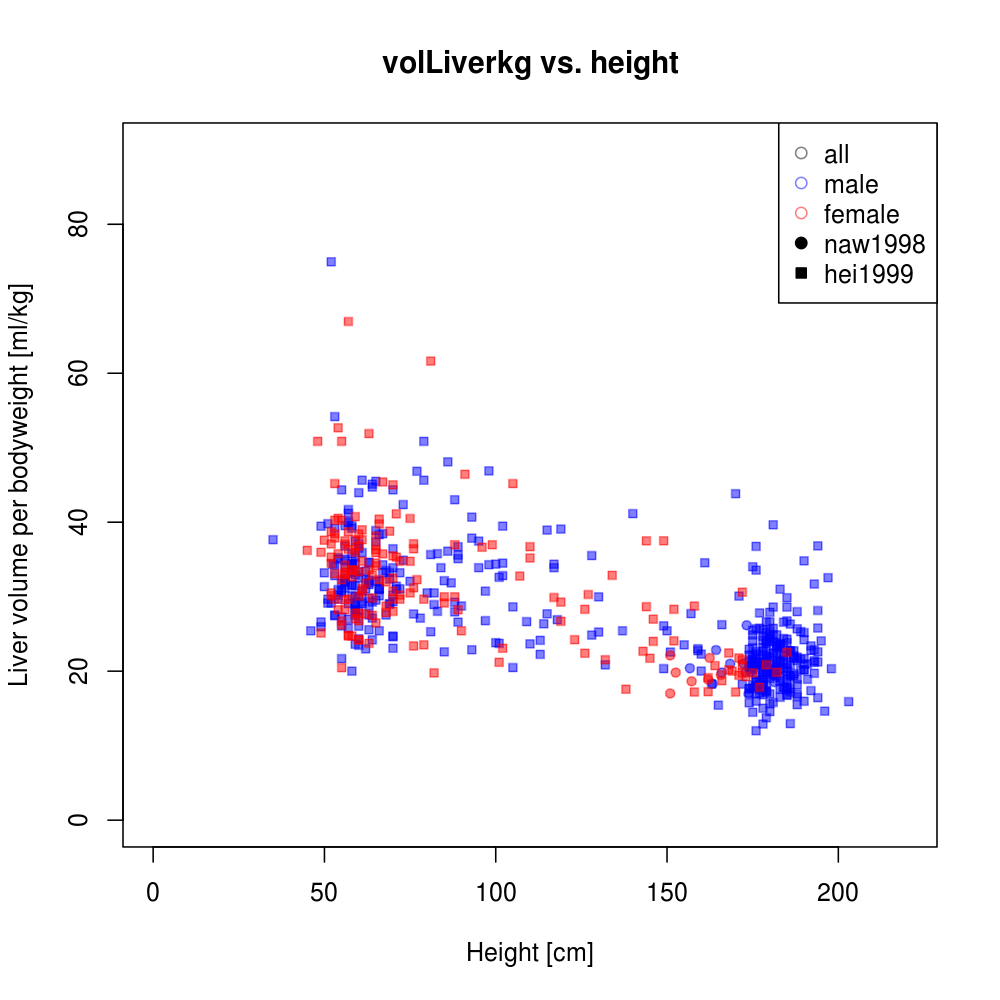 volLiverkg vs. height
all
male
female
naw1998
hei1999
Liver volume per bodyweight [ml/kg]
80
60
40
20
0
0 50 100 150 200
Height [cm]